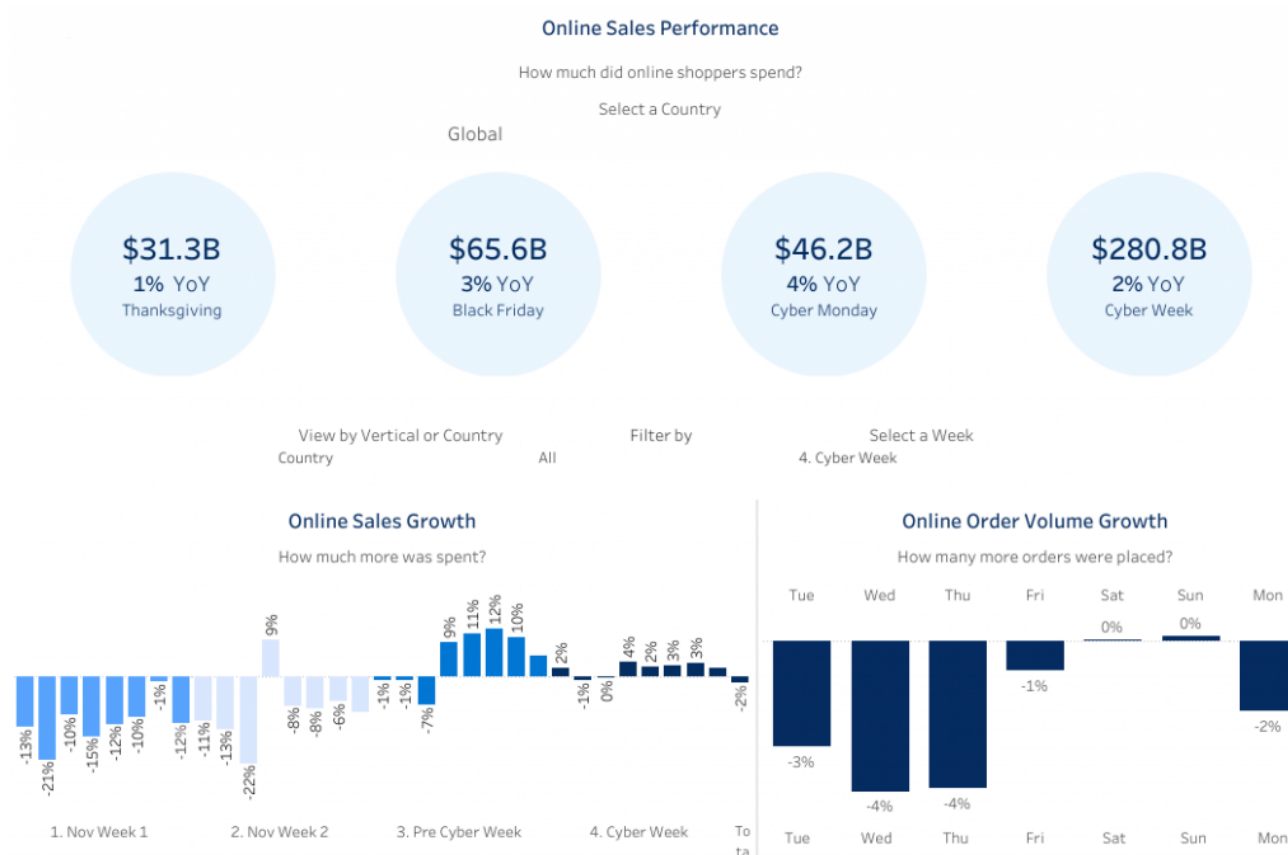 Online Sales Performance
How much did online shoppers spend?
Select a Country
Global
$31.3B
1% YoY
Thanksgiving
$65.6B
3% YoY
Black Friday
$46.2B
4% YoY
Cyber Monday
$280.8B
2% YoY
Cyber Week
View by Vertical or Country
Country
Filter by
All
Select a Week
4. Cyber Week
Online Sales Growth
How much more was spent?
-13%
-21%
-10%
-15%
-12%
-10%
-1%
-12%
-11%
-13%
-22%
9%
-8%
-8%
-6%
-1%
-1%
-7%
9%
11%
12%
10%
2%
-1%
0%
4%
2%
3%
3%
-2%
1. Nov Week 1
2. Nov Week 2
3. Pre Cyber Week
4. Cyber Week
To
ta
Online Order Volume Growth
How many more orders were placed?
Tue Wed Thu Fri Sat Sun Mon
-3%
-4%
-4%
-1%
0%
0%
-2%
Tue Wed Thu Fri Sat Sun Mon